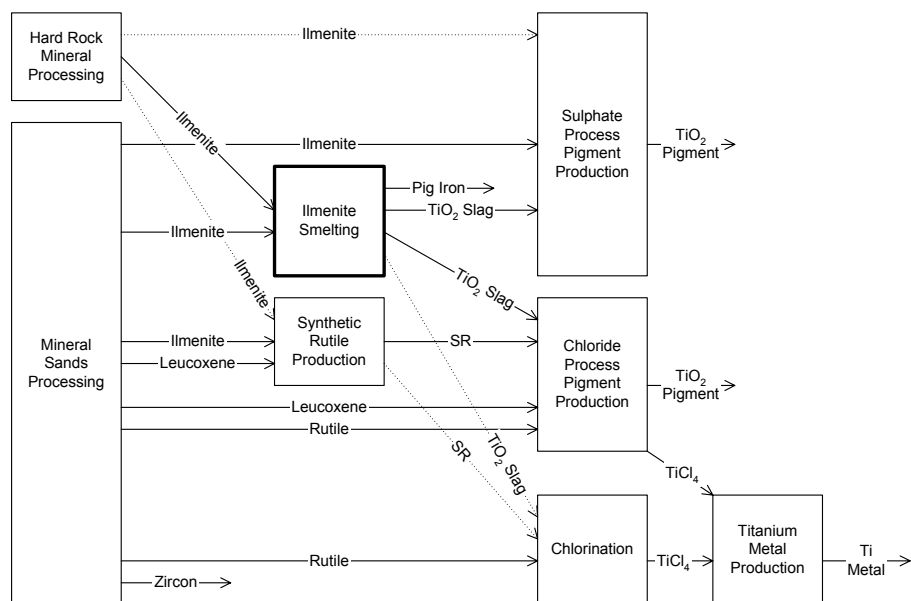 Hard Rock
Mineral
Processing
Ilmenite
Ilmenite
Ilmenite
Sulphate
Process
Pigment
Production
TiO2
Pigment
Ilmenite
Pig Iron
TiO2 Slag
Ilmenite
Smelting
Ilmenite
Ilmenite
TiO2 Slag
Mineral
Sands
Processing
Ilmenite
Leucoxene
Synthetic
Rutile
Production
SR
Chloride
Process
Pigment
Production
TiO2
Pigment
Leucoxene
Rutile
SR
TiO2 Slag
TiCl4
Rutile
Chlorination
TiCl4
Titanium
Metal
Production
Ti
Metal
Zircon